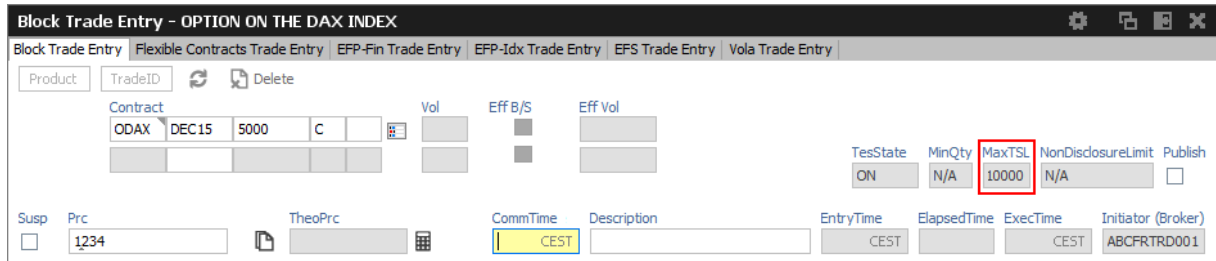 Block Trade Entry - OPTION ON THE DAX INDEX
Block Trade Entry Flexible Contracts Trade Entry EFP-Fin Trade Entry EFP-Idx Trade Entry EFS Trade Entry Vola Trade Entry
Product TradeID Delete
Contract Vol Eff B/S Eff Vol
ODAX DEC15 5000 C
TesState MinQty MaxTSL NonDisclosureLimit Publish
ON N/A 10000 N/A
Susp Prc TheoPrc CommTime Description EntryTime ElapsedTime ExecTime Initiator (Broker)
1234 CEST CEST CEST ABCFRTRD001